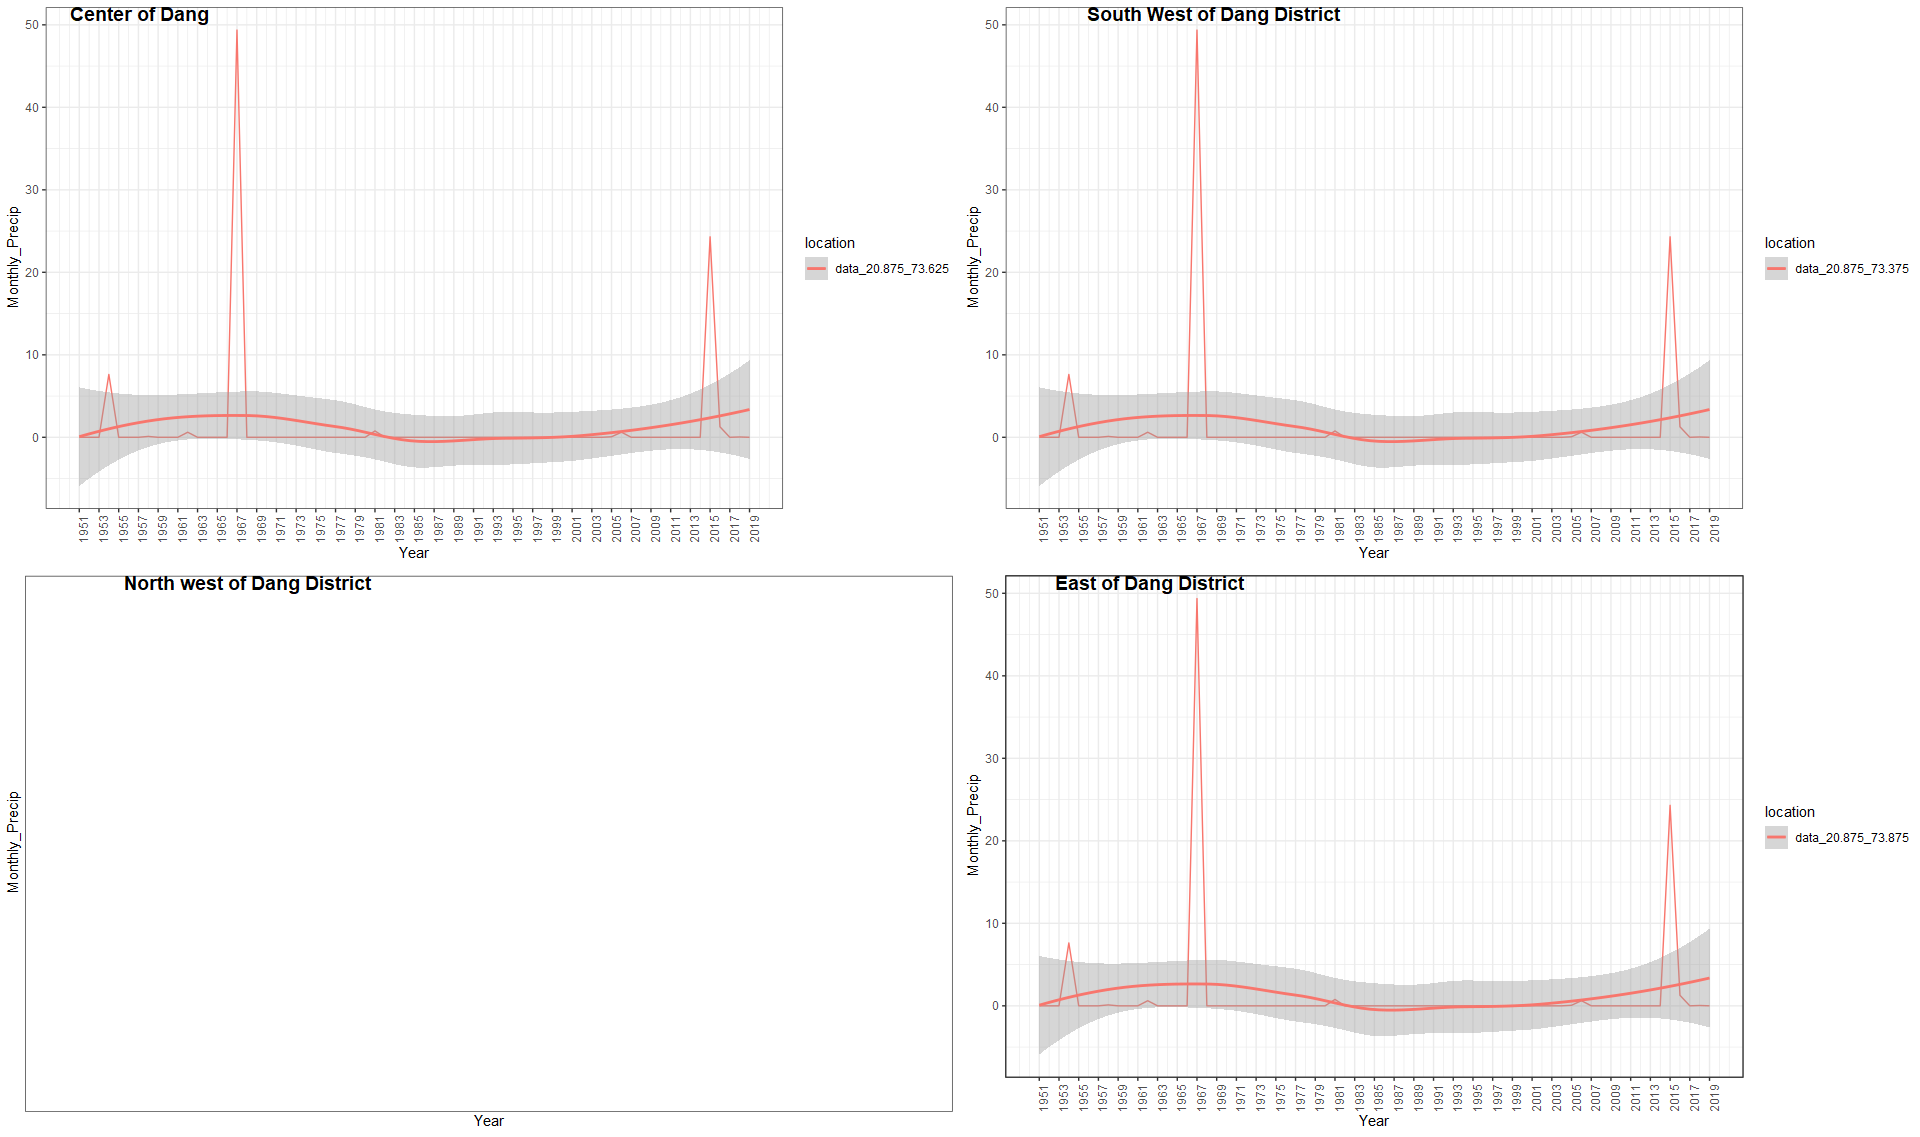 Center of Dang
50
40
30
20
10
0
Monthly_Precip
1951 1953 1955 1957 1959 1961 1963 1965 1967 1969 1971 1973 1975 1977 1979 1981 1983 1985 1987 1989 1991 1993 1995 1997 1999 2001 2003 2005 2007 2009 2011 2013 2015 2017 2019
Year
location
data_20.875_73.625
South West of Dang District
50
40
30
20
10
0
Monthly_Precip
1951 1953 1955 1957 1959 1961 1963 1965 1967 1969 1971 1973 1975 1977 1979 1981 1983 1985 1987 1989 1991 1993 1995 1997 1999 2001 2003 2005 2007 2009 2011 2013 2015 2017 2019
Year
location
data_20.875_73.375
North west of Dang District
Monthly_Precip
Year
East of Dang District
50
40
30
20
10
0
Monthly_Precip
1951 1953 1955 1957 1959 1961 1963 1965 1967 1969 1971 1973 1975 1977 1979 1981 1983 1985 1987 1989 1991 1993 1995 1997 1999 2001 2003 2005 2007 2009 2011 2013 2015 2017 2019
Year
location
data_20.875_73.875